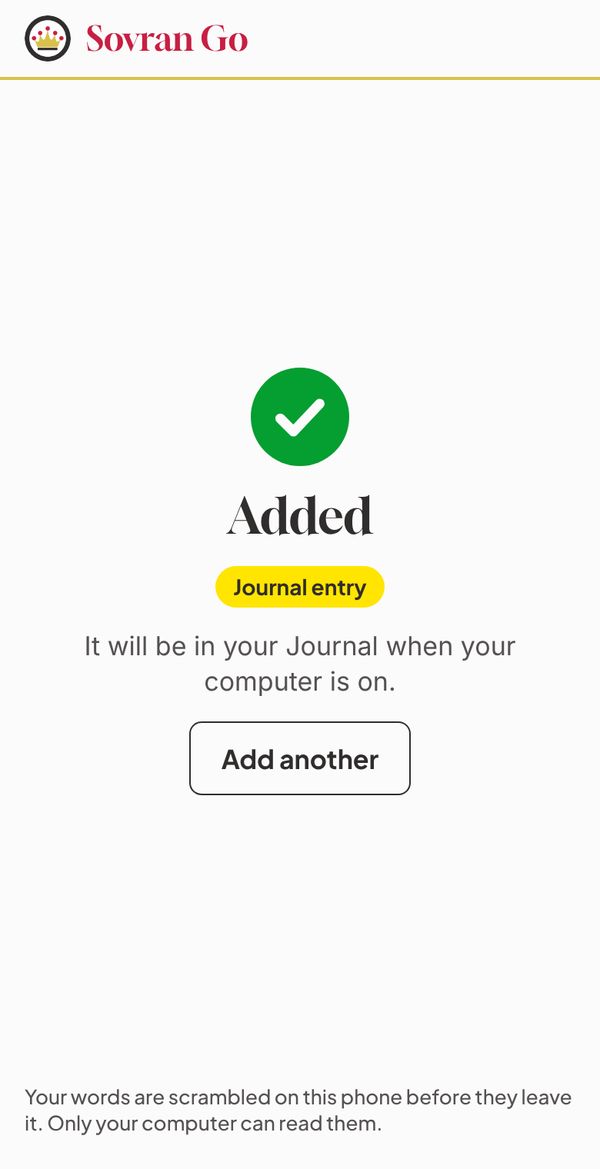 Sovran Go
Added
Journal entry
It will be in your Journal when your
computer is on.
Add another
Your words are scrambled on this phone before they leave
it. Only your computer can read them.